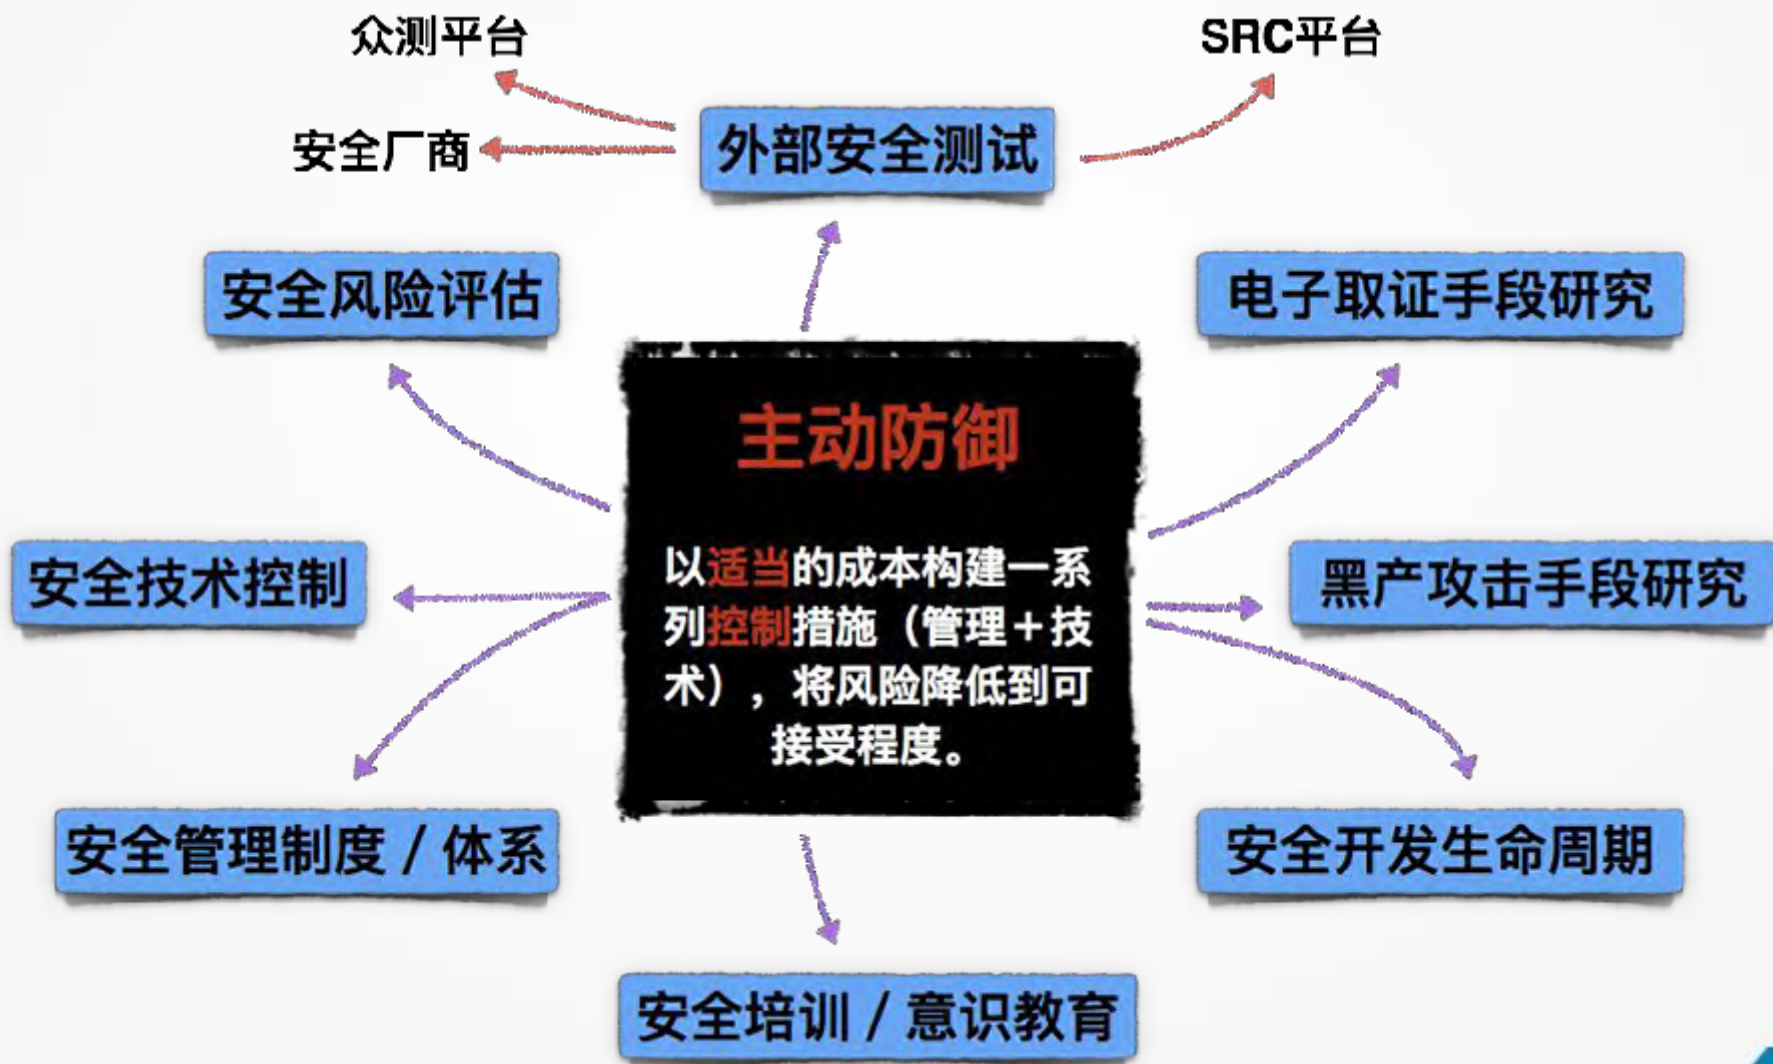 众测平台
SRC平台
安全厂商
外部安全测试
安全风险评估
电子取证手段研究
主动防御
以适当的成本构建一系
列控制措施（管理＋技
术），将风险降低到可
接受程度。
安全技术控制
黑产攻击手段研究
安全管理制度 / 体系
安全开发生命周期
安全培训 / 意识教育